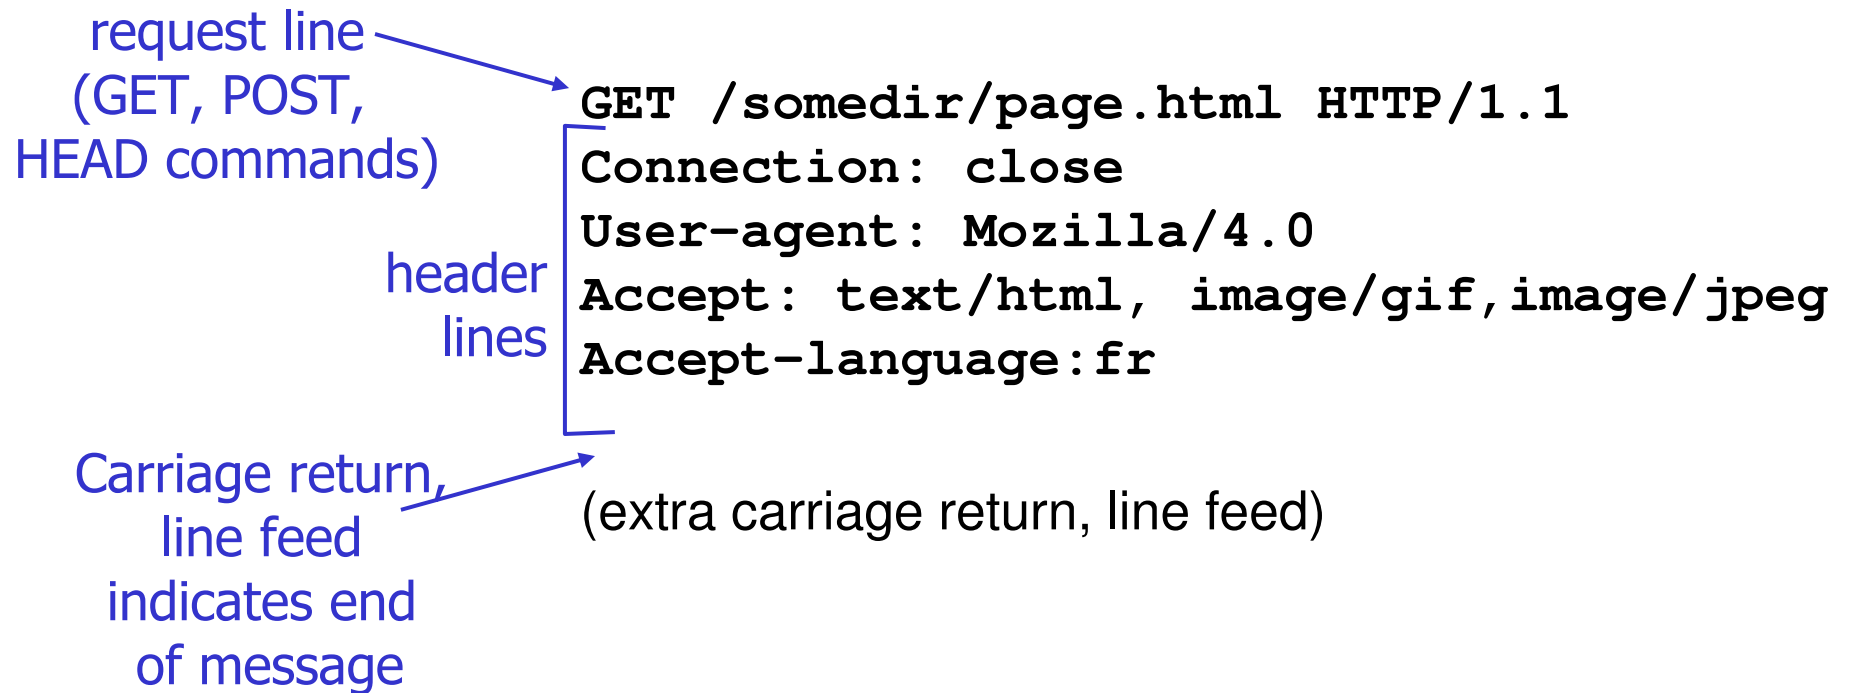 request line
(GET, POST,
HEAD commands)
GET /somedir/page.html HTTP/1.1
Connection: close
User-agent: Mozilla/4.0
Accept: text/html, image/gif,image/jpeg
Accept-language:fr
header
lines
Carriage return,
line feed
indicates end
of message
(extra carriage return, line feed)